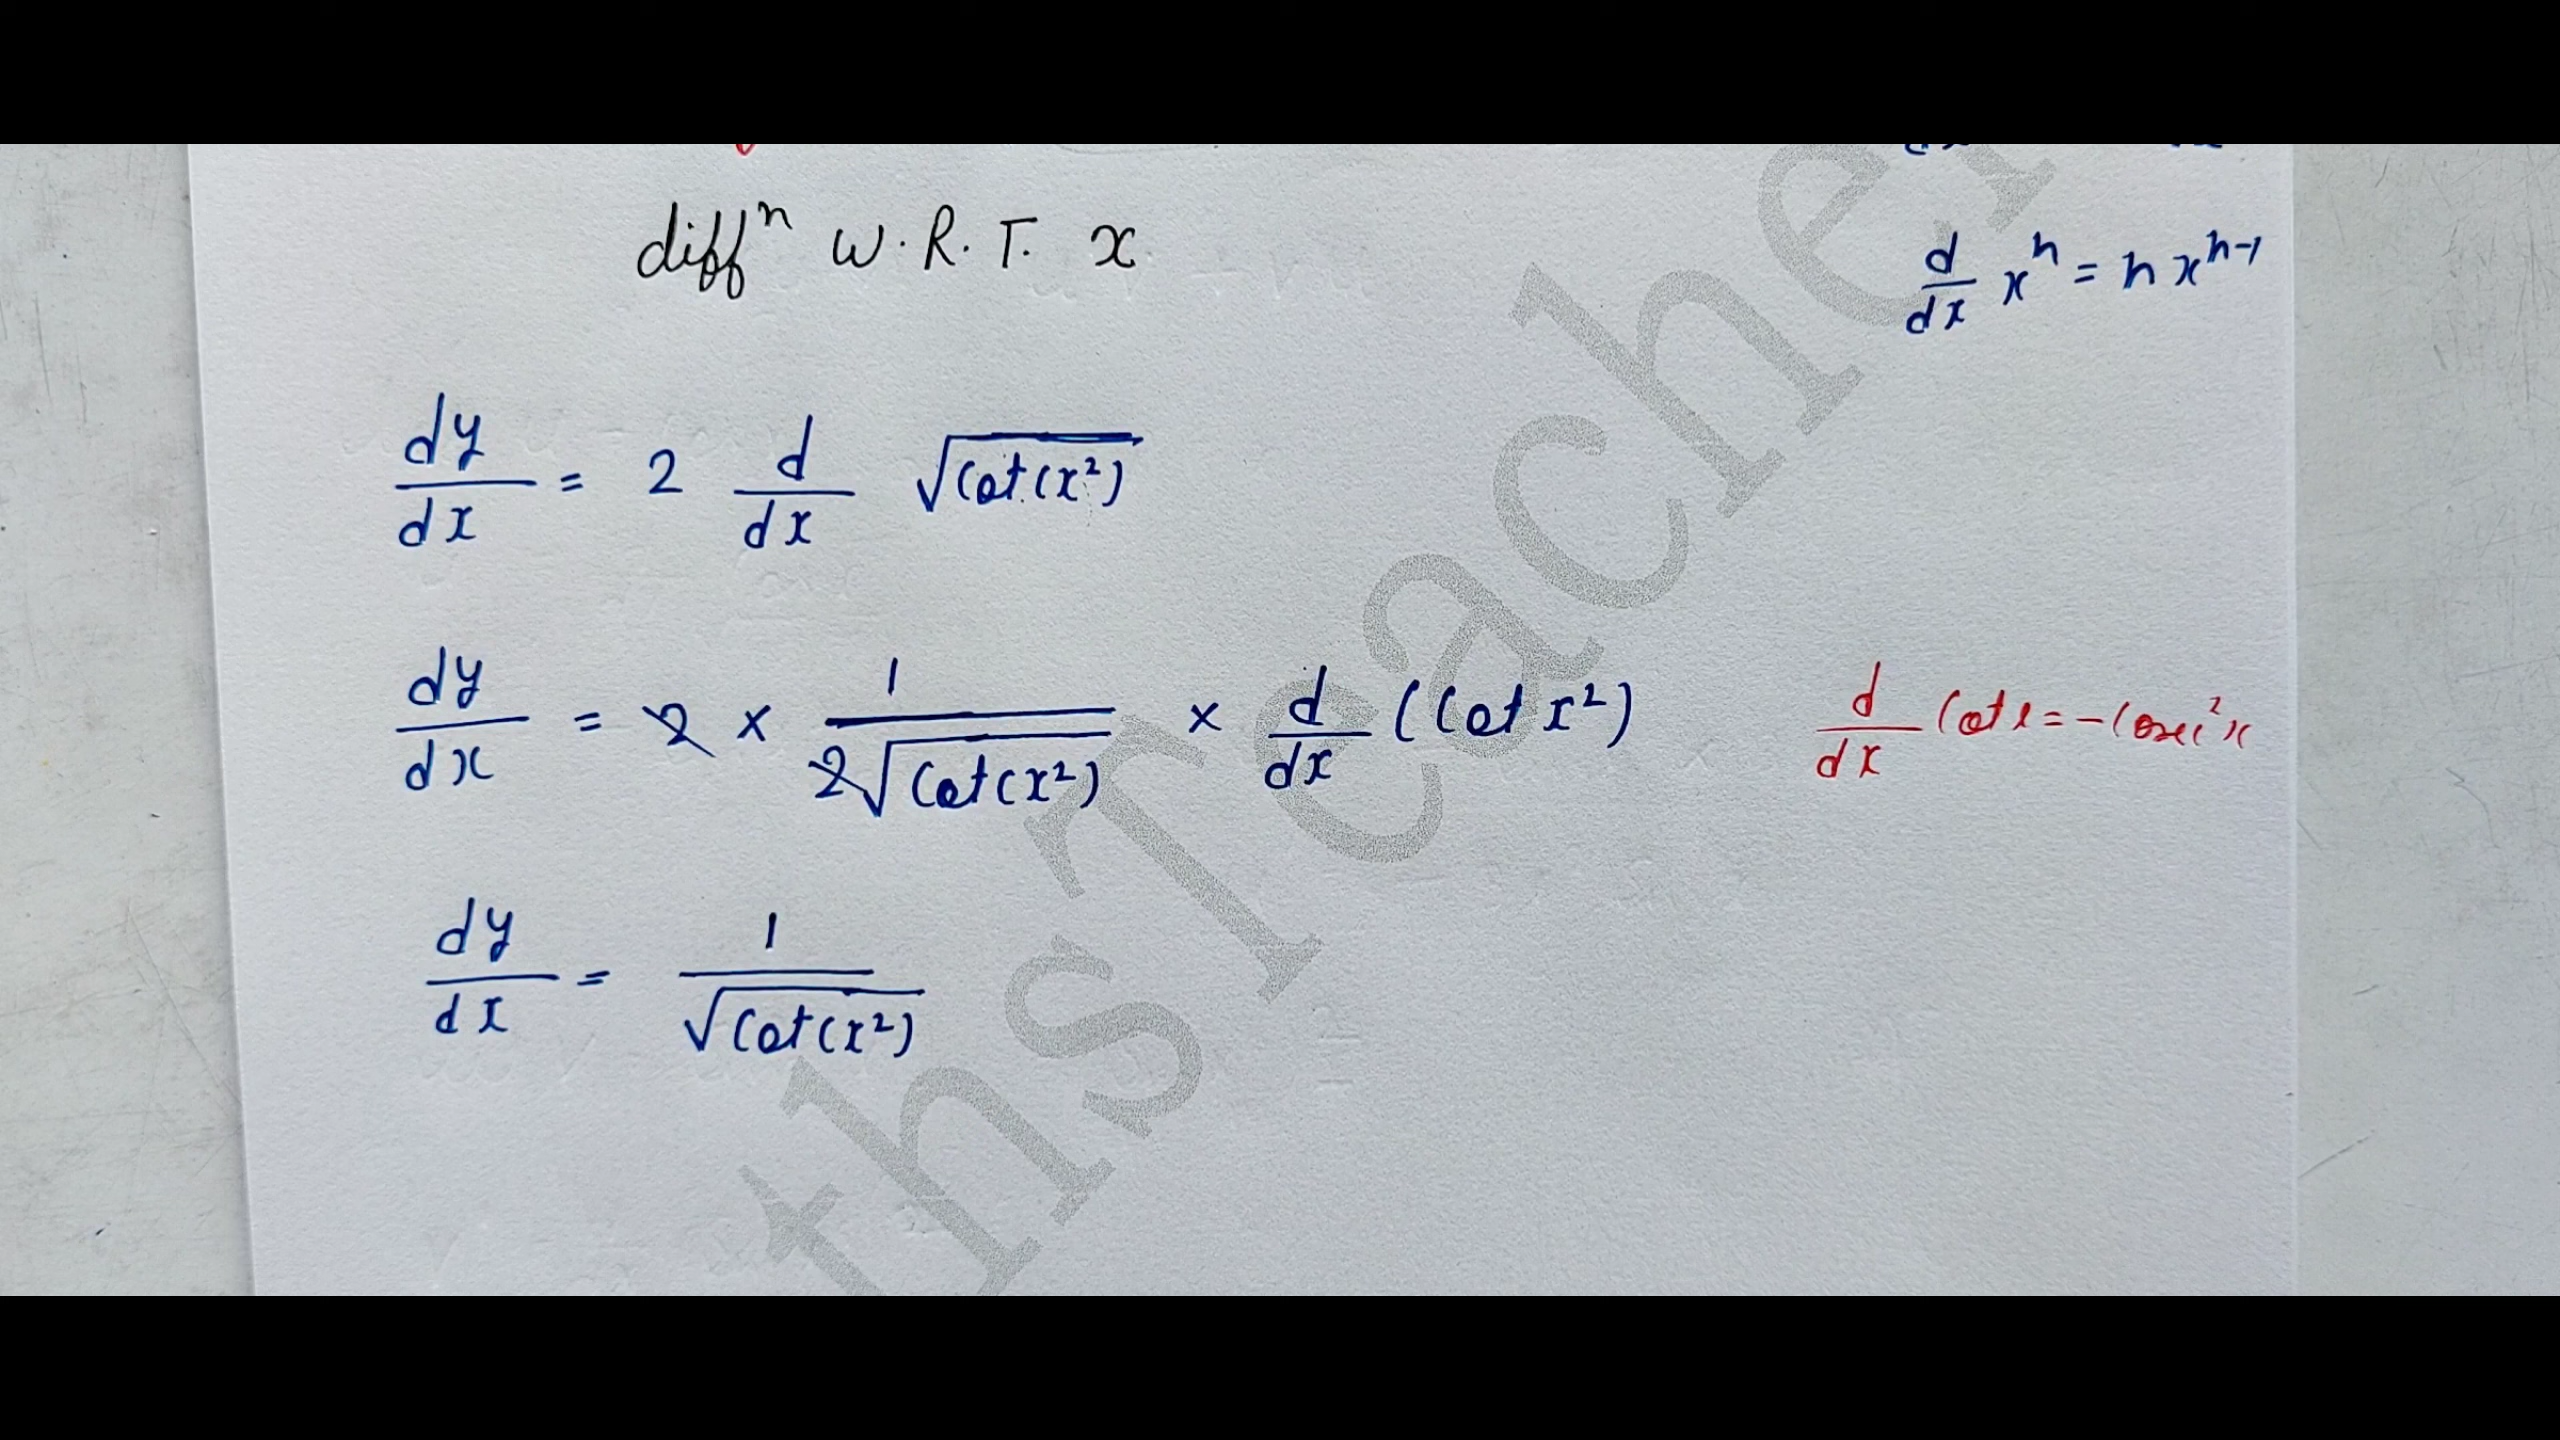 diffⁿ W.R.T. x
d/dx xⁿ = n xⁿ⁻¹
dy/dx = 2 d/dx √(Cot(x²))
dy/dx = 2 × 1/(2√(Cot(x²))) × d/dx (Cot x²)
d/dx Cot x = -Cosec²x
dy/dx = 1/√(Cot(x²))
thsTeacher